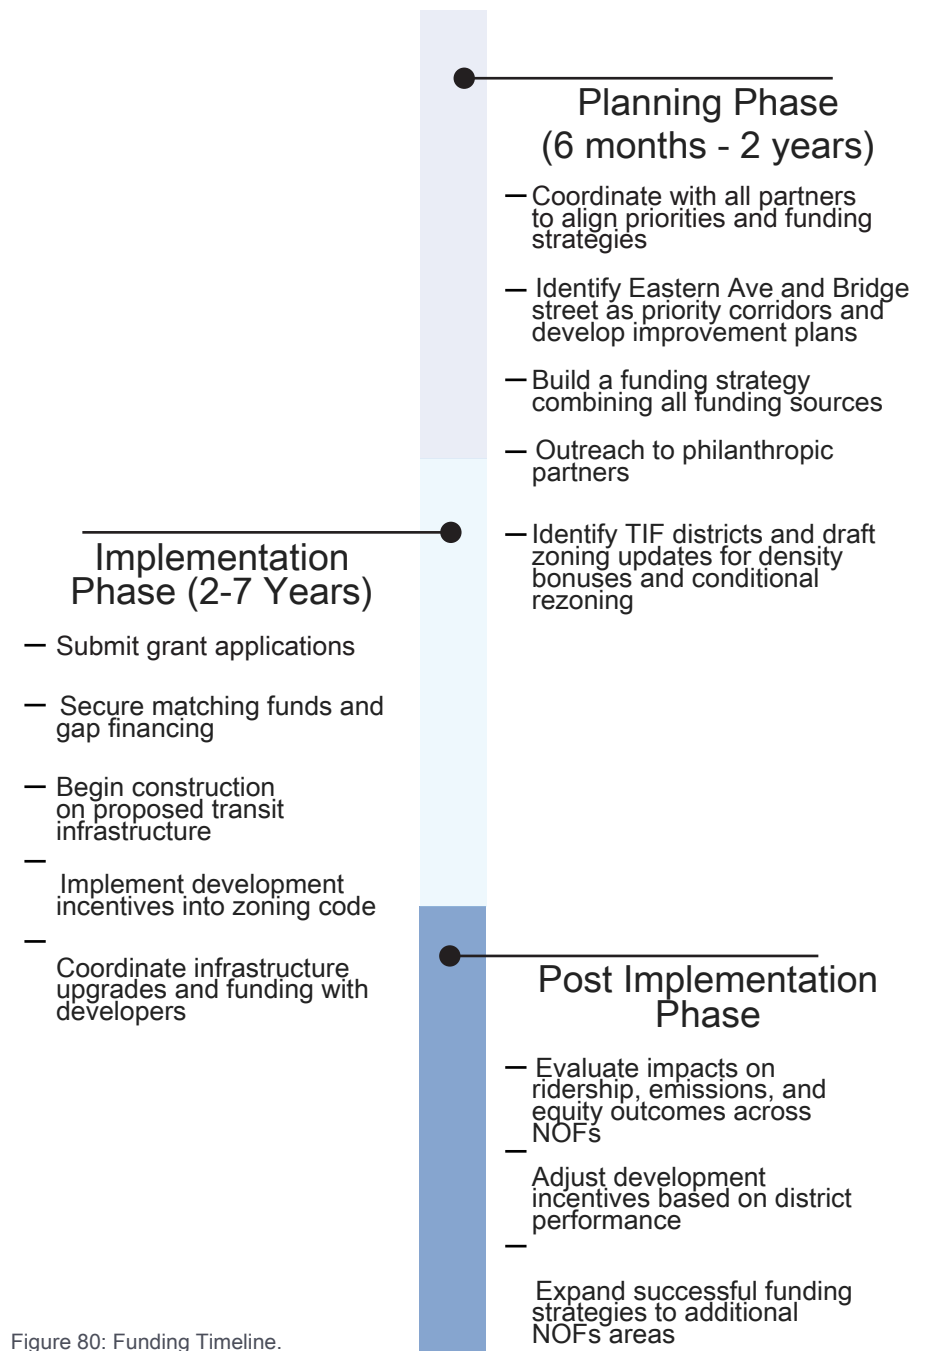 Planning Phase
(6 months - 2 years)
— Coordinate with all partners
to align priorities and funding
strategies
— Identify Eastern Ave and Bridge
street as priority corridors and
develop improvement plans
— Build a funding strategy
combining all funding sources
— Outreach to philanthropic
partners
— Identify TIF districts and draft
zoning updates for density
bonuses and conditional
rezoning
Implementation
Phase (2-7 Years)
— Submit grant applications
— Secure matching funds and
gap financing
— Begin construction
on proposed transit
infrastructure
— Implement development
incentives into zoning code
— Coordinate infrastructure
upgrades and funding with
developers
Post Implementation
Phase
— Evaluate impacts on
ridership, emissions, and
equity outcomes across
NOFs
— Adjust development
incentives based on district
performance
— Expand successful funding
strategies to additional
NOFs areas
Figure 80: Funding Timeline.